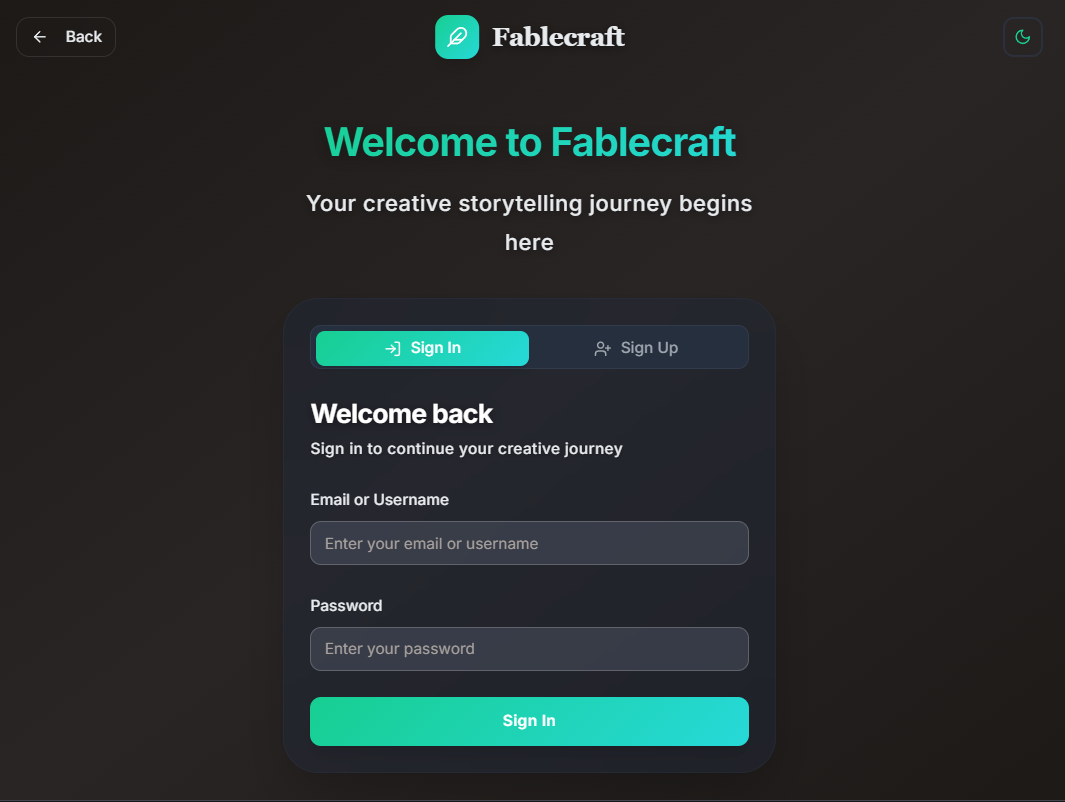 Back
Fablecraft
Welcome to Fablecraft
Your creative storytelling journey begins
here
Sign In
Sign Up
Welcome back
Sign in to continue your creative journey
Email or Username
Enter your email or username
Password
Enter your password
Sign In